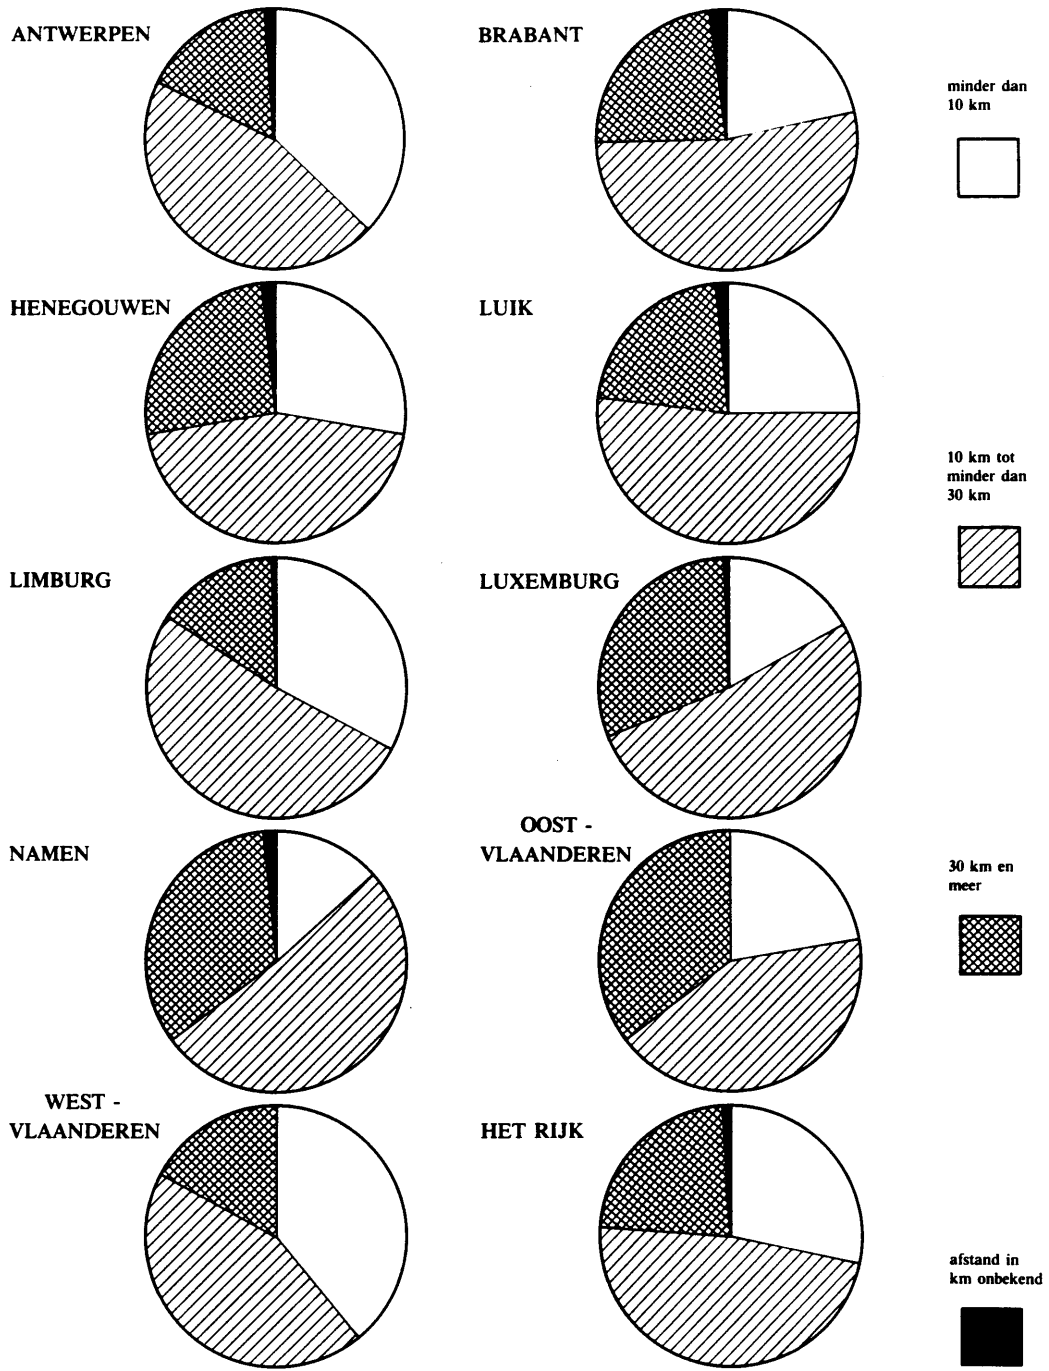 ANTWERPEN
BRABANT
HENEGOUWEN
LUIK
LIMBURG
LUXEMBURG
NAMEN
OOST -
VLAANDEREN
WEST -
VLAANDEREN
HET RIJK
minder dan
10 km
10 km tot
minder dan
30 km
30 km en
meer
afstand in
km onbekend